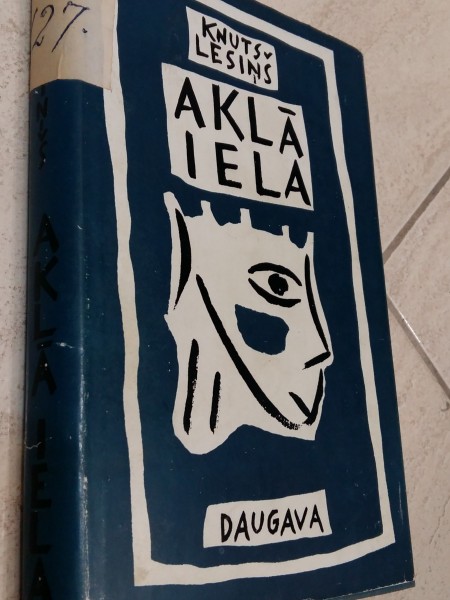 127.
KNUTS
LESIŅŠ
AKLĀ
IELA
DAUGAVA
AKLĀ IELA